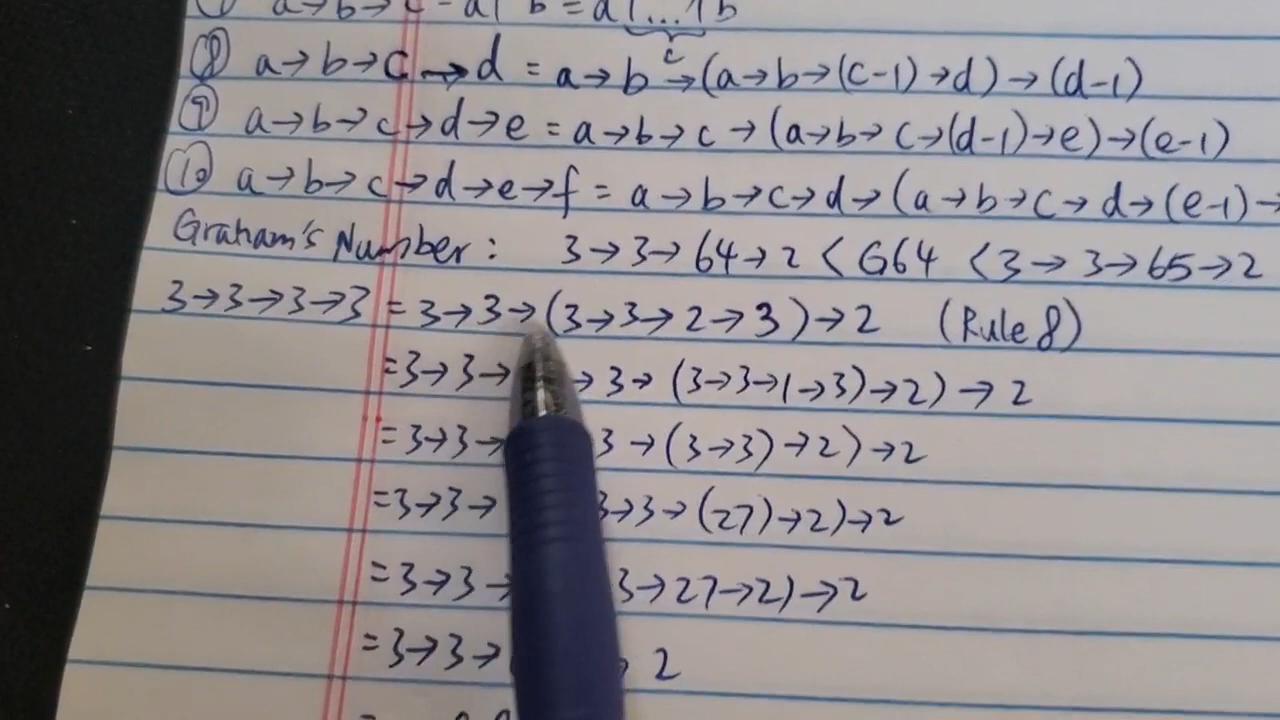 a→b→c = a↑...↑b
c
⑧ a→b→c→d = a→b→(a→b→(c-1)→d)→(d-1)
⑨ a→b→c→d→e = a→b→c→(a→b→c→(d-1)→e)→(e-1)
⑩ a→b→c→d→e→f = a→b→c→d→(a→b→c→d→(e-1)→
Graham's Number: 3→3→64→2 < G64 < 3→3→65→2
3→3→3→3 = 3→3→(3→3→2→3)→2 (Rule 8)
=3→3→ →3→(3→3→1→3)→2)→2
=3→3→ 3→(3→3)→2)→2
=3→3→ 3→3→(27)→2)→2
=3→3→ 3→27→2)→2
=3→3→ 2